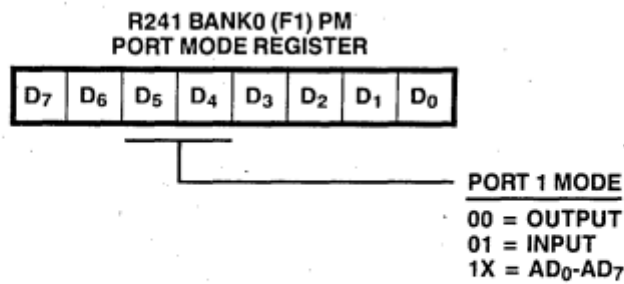 R241 BANK0 (F1) PM
PORT MODE REGISTER
D7 D6 D5 D4 D3 D2 D1 D0
PORT 1 MODE
00 = OUTPUT
01 = INPUT
1X = AD0-AD7